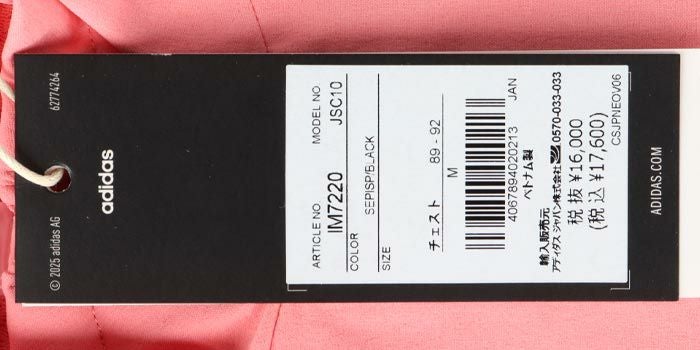 62774264
© 2025 adidas AG
adidas
ARTICLE NO.
IM7220
MODEL NO.
JSC10
COLOR
SEPISP/BLACK
SIZE
チェスト 89 - 92
M
JAN
4067894020213
ベトナム製
輸入販売元
アディダス ジャパン株式会社 0570-033-033
税 抜 ¥16,000
(税 込 ¥17,600)
CSJPNEOV06
ADIDAS.COM